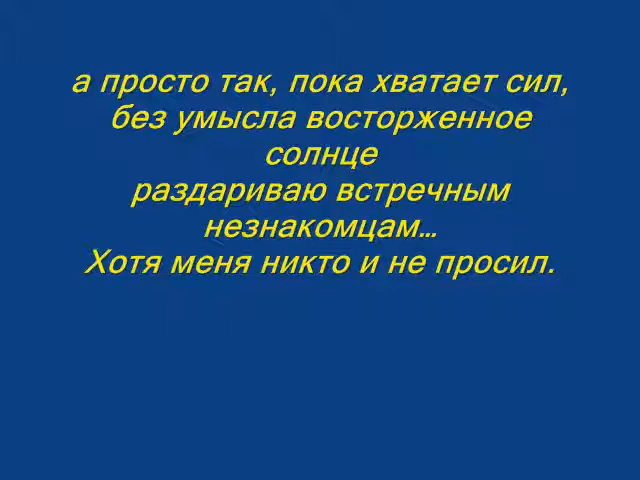 а просто так, пока хватает сил,
без умысла восторженное
солнце
раздариваю встречным
незнакомцам…
Хотя меня никто и не просил.